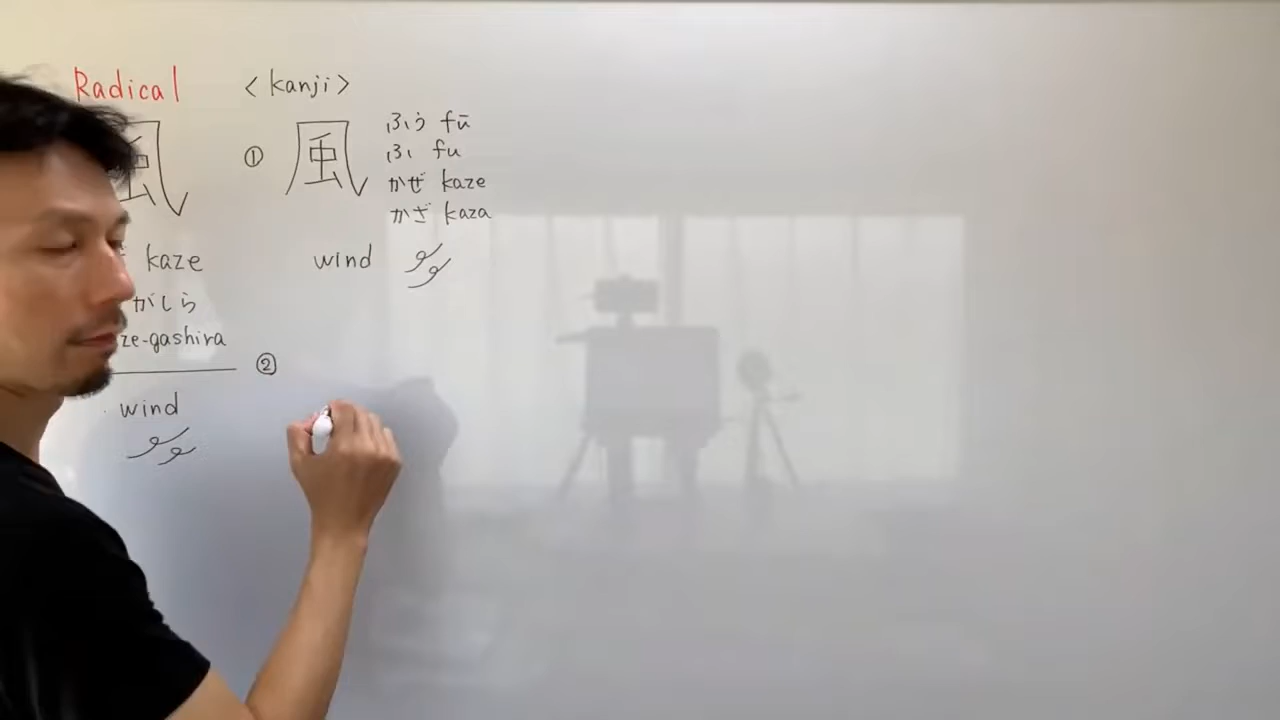 Radical
風
kaze
がしら
ze-gashira
wind
<kanji>
① 風
ふう fū
ふ fu
かぜ kaze
かざ kaza
wind
②